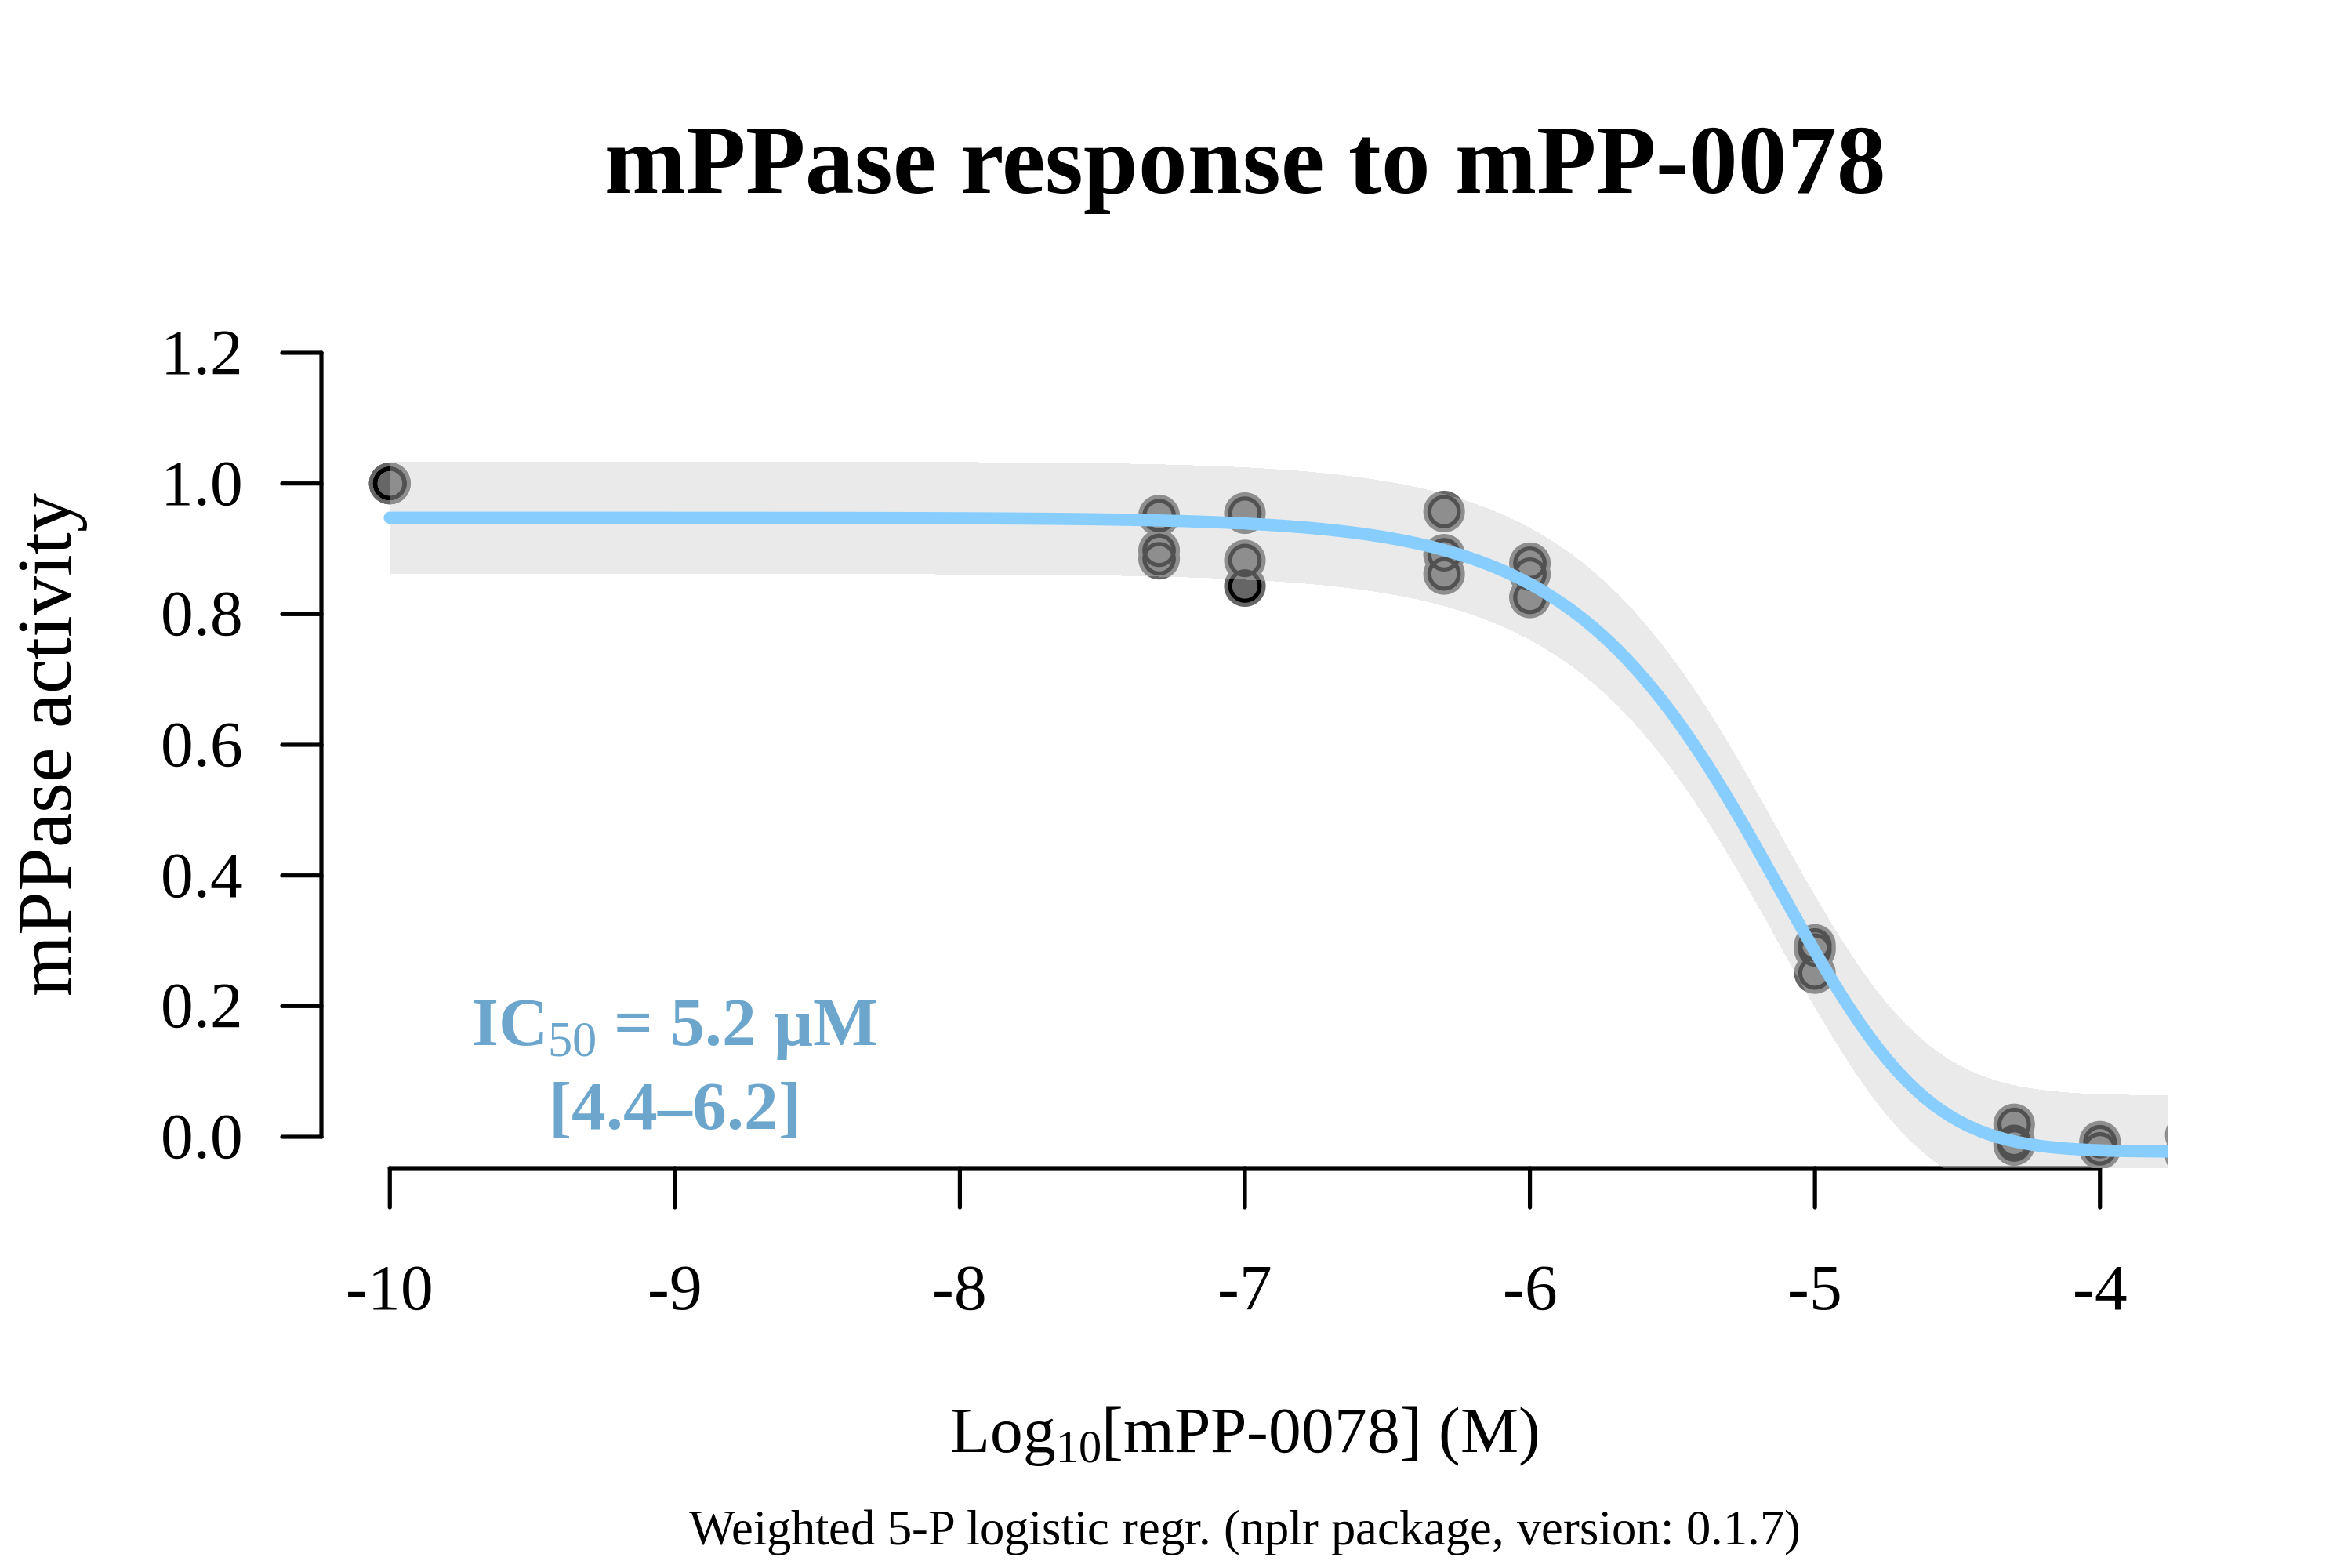 mPPase response to mPP-0078
mPPase activity
1.2
1.0
0.8
0.6
0.4
0.2
0.0
IC50 = 5.2 µM
[4.4–6.2]
-10 -9 -8 -7 -6 -5 -4
Log10[mPP-0078] (M)
Weighted 5-P logistic regr. (nplr package, version: 0.1.7)